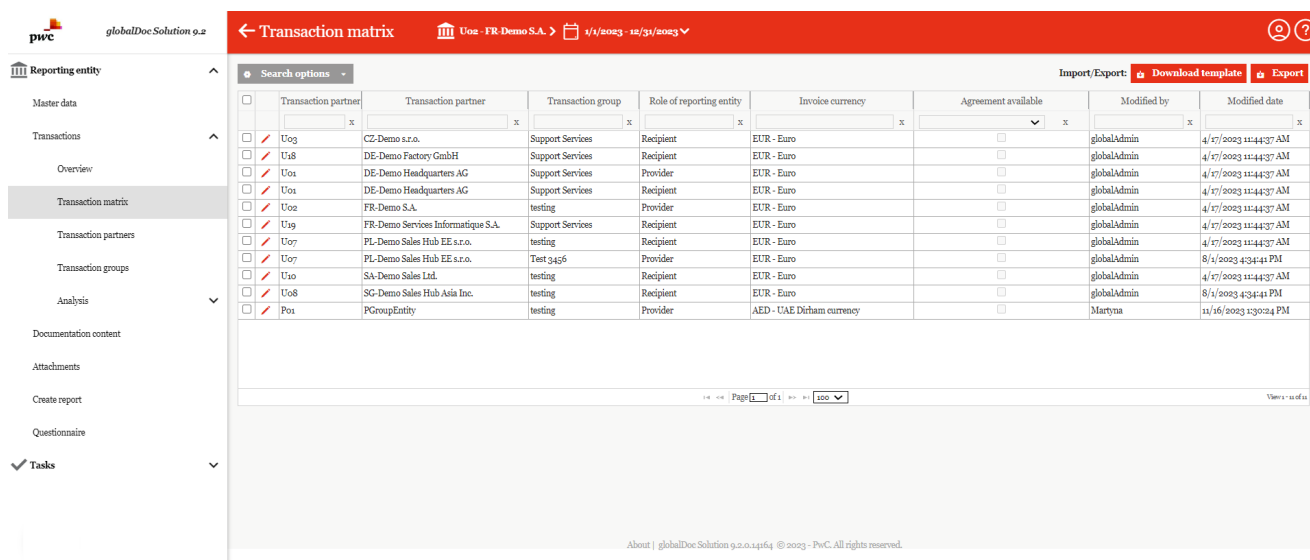 pwc
globalDoc Solution 9.2
Transaction matrix
U02 - FR-Demo S.A.
1/1/2023 - 12/31/2023
Reporting entity
Master data
Transactions
Overview
Transaction matrix
Transaction partners
Transaction groups
Analysis
Documentation content
Attachments
Create report
Questionnaire
Tasks
Search options
Import/Export: Download template Export
Transaction partner Transaction partner Transaction group Role of reporting entity Invoice currency Agreement available Modified by Modified date
x x x x x x x x
U03 CZ-Demo s.r.o. Support Services Recipient EUR - Euro globalAdmin 4/17/2023 11:44:37 AM
U18 DE-Demo Factory GmbH Support Services Recipient EUR - Euro globalAdmin 4/17/2023 11:44:37 AM
U01 DE-Demo Headquarters AG Support Services Provider EUR - Euro globalAdmin 4/17/2023 11:44:37 AM
U01 DE-Demo Headquarters AG Support Services Recipient EUR - Euro globalAdmin 4/17/2023 11:44:37 AM
U02 FR-Demo S.A. testing Provider EUR - Euro globalAdmin 4/17/2023 11:44:37 AM
U19 FR-Demo Services Informatique S.A. Support Services Recipient EUR - Euro globalAdmin 4/17/2023 11:44:37 AM
U07 PL-Demo Sales Hub EE s.r.o. testing Recipient EUR - Euro globalAdmin 4/17/2023 11:44:37 AM
U07 PL-Demo Sales Hub EE s.r.o. Test 3456 Provider EUR - Euro globalAdmin 8/1/2023 4:34:41 PM
U10 SA-Demo Sales Ltd. testing Recipient EUR - Euro globalAdmin 4/17/2023 11:44:37 AM
U08 SG-Demo Sales Hub Asia Inc. testing Recipient EUR - Euro globalAdmin 8/1/2023 4:34:41 PM
P01 PGroupEntity testing Provider AED - UAE Dirham currency Martyna 11/16/2023 1:30:24 PM
Page 1 of 1 100
View 1 - 11 of 11
About | globalDoc Solution 9.2.0.14164 © 2023 - PwC. All rights reserved.